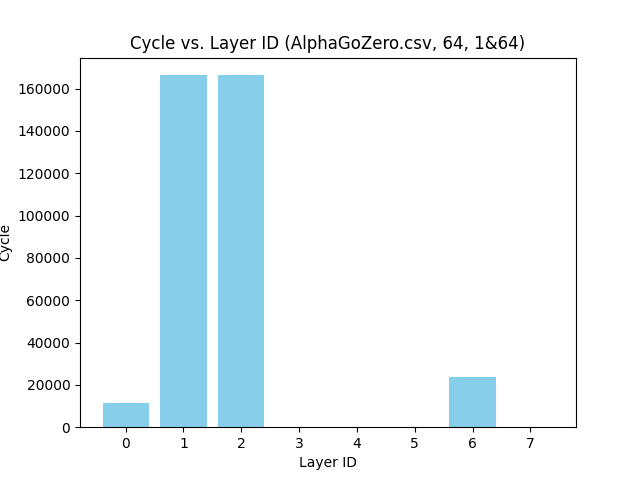 Cycle vs. Layer ID (AlphaGoZero.csv, 64, 1&64)
160000
140000
120000
100000
80000
60000
40000
20000
0
Cycle
0 1 2 3 4 5 6 7
Layer ID